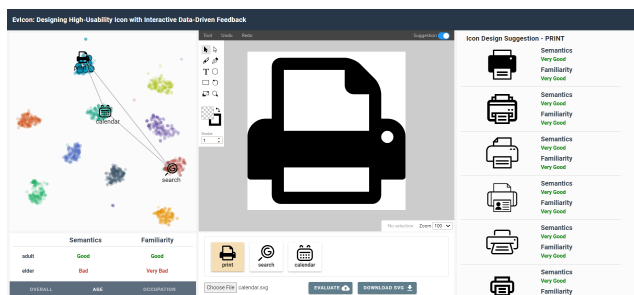 EvIcon: Designing High-Usability Icon with Interactive Data-Driven Feedback
Tool Undo Redo
Suggestion
Icon Design Suggestion - PRINT
Semantics
Very Good
Familiarity
Very Good
Semantics
Very Good
Familiarity
Very Good
Semantics
Very Good
Familiarity
Very Good
Semantics
Very Good
Familiarity
Very Good
Semantics
Very Good
Familiarity
Very Good
Semantics
Very Good
Familiarity
calendar
search
T
1
No selection Zoom 100
Semantics Familiarity
adult Good Good
elder Bad Very Bad
OVERALL AGE OCCUPATION
print search calendar
Choose File calendar.svg
EVALUATE DOWNLOAD SVG